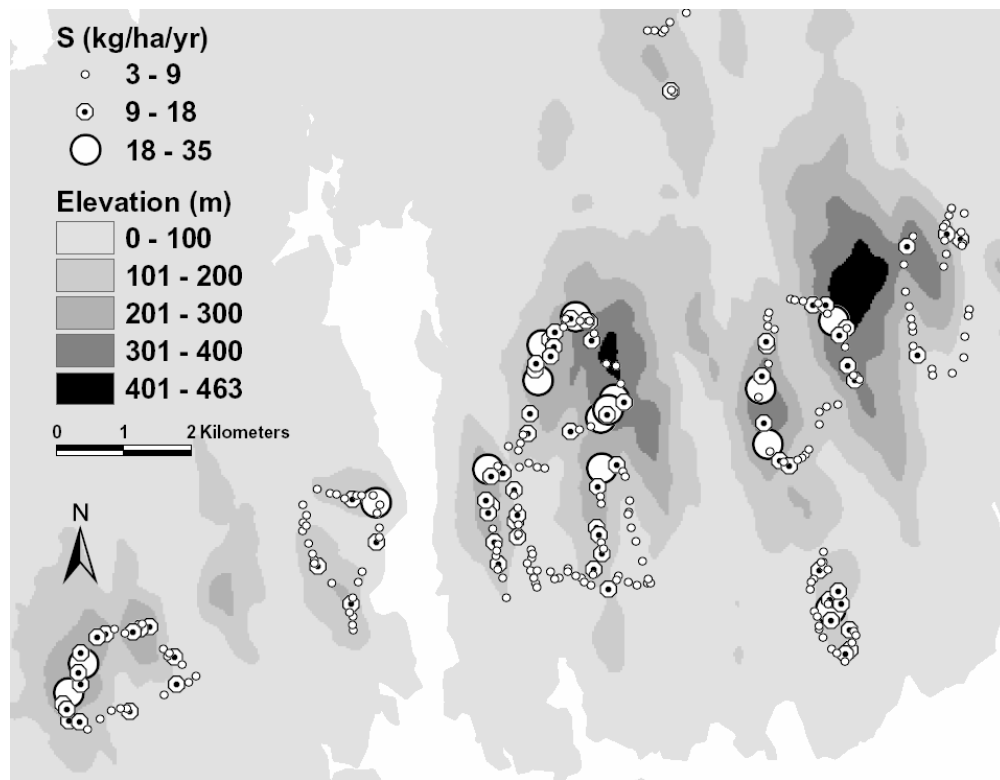 S (kg/ha/yr)
3 - 9
9 - 18
18 - 35
Elevation (m)
0 - 100
101 - 200
201 - 300
301 - 400
401 - 463
0 1 2 Kilometers
N